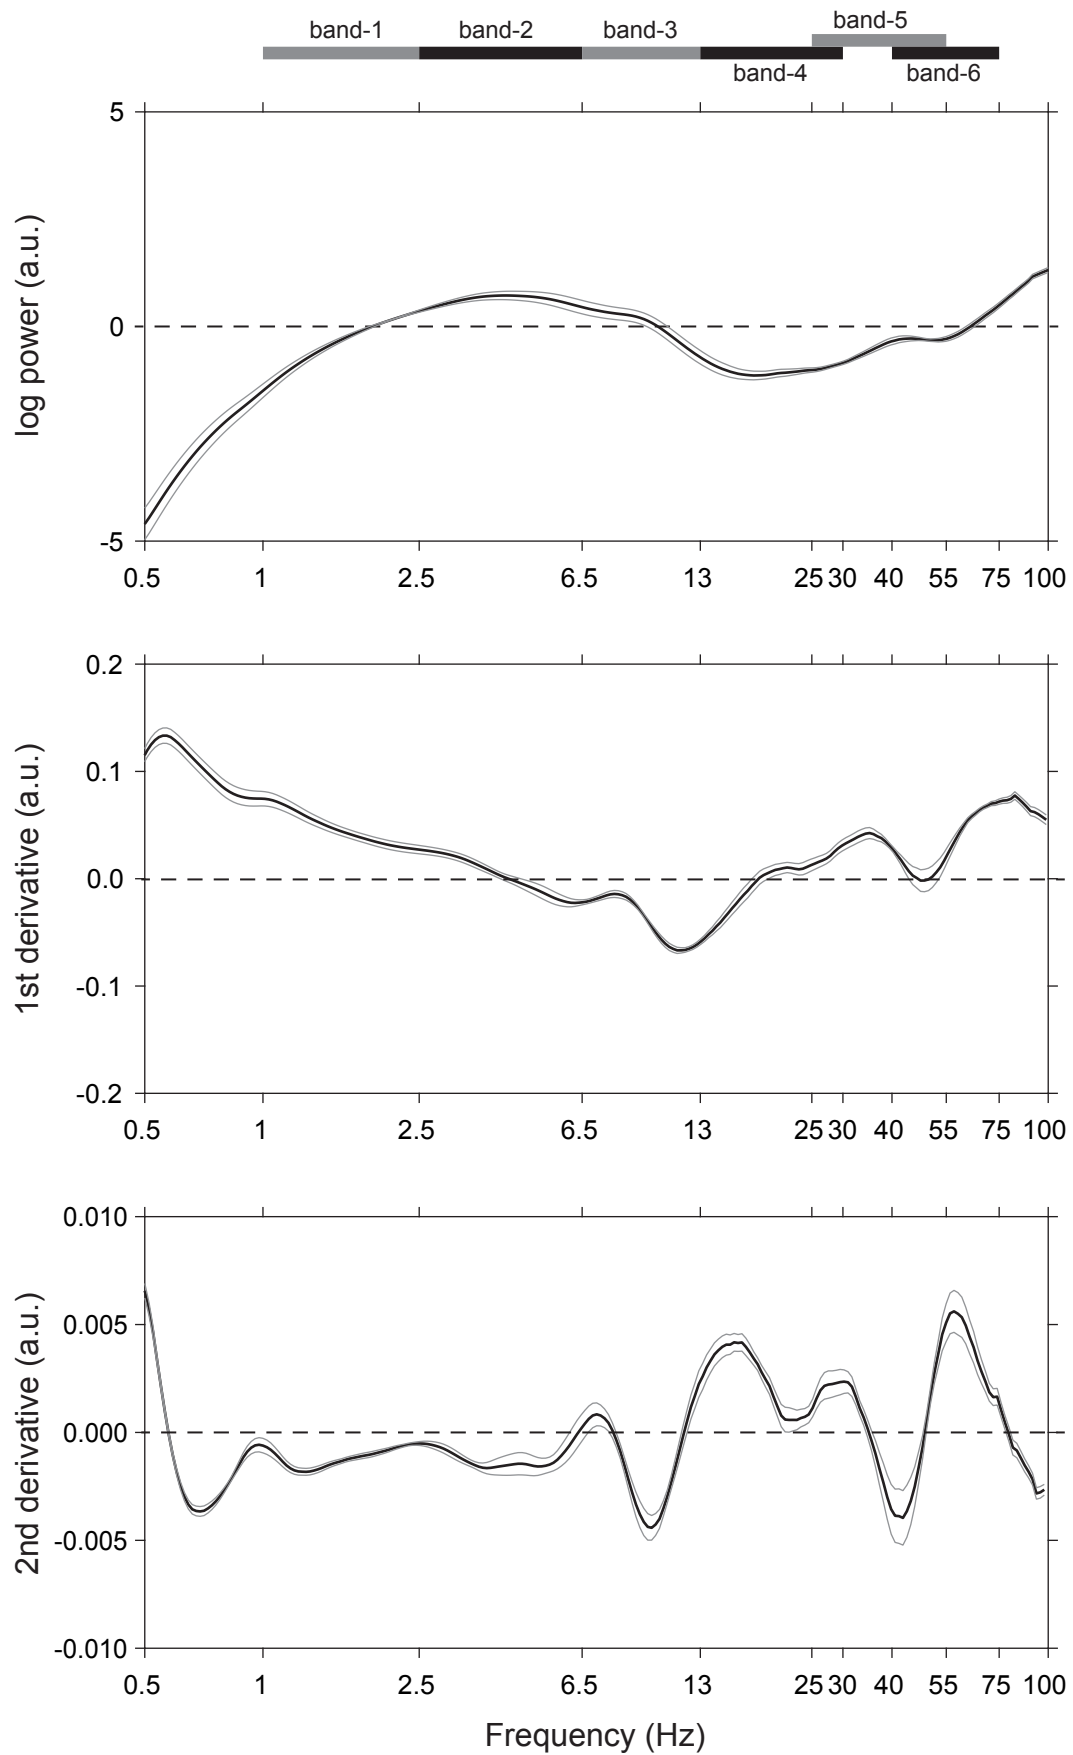 band-5
band-1 band-2 band-3
band-4 band-6
5
0
-5
log power (a.u.)
0.5 1 2.5 6.5 13 25 30 40 55 75 100
0.2
0.1
0.0
-0.1
-0.2
1st derivative (a.u.)
0.5 1 2.5 6.5 13 25 30 40 55 75 100
0.010
0.005
0.000
-0.005
-0.010
2nd derivative (a.u.)
0.5 1 2.5 6.5 13 25 30 40 55 75 100
Frequency (Hz)